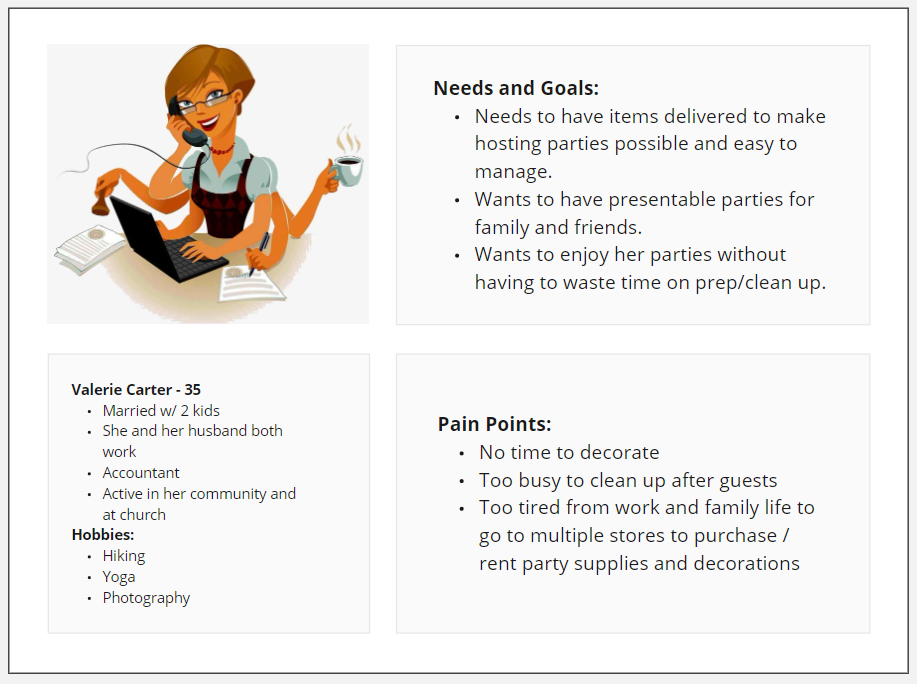 Needs and Goals:
• Needs to have items delivered to make
hosting parties possible and easy to
manage.
• Wants to have presentable parties for
family and friends.
• Wants to enjoy her parties without
having to waste time on prep/clean up.
Valerie Carter - 35
• Married w/ 2 kids
• She and her husband both
work
• Accountant
• Active in her community and
at church
Hobbies:
• Hiking
• Yoga
• Photography
Pain Points:
• No time to decorate
• Too busy to clean up after guests
• Too tired from work and family life to
go to multiple stores to purchase /
rent party supplies and decorations